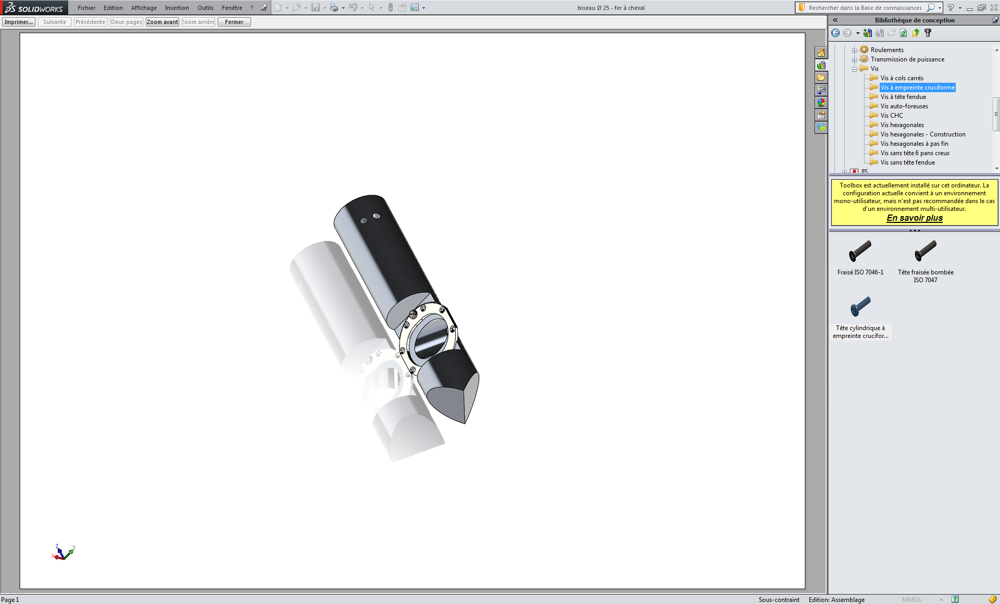 SOLIDWORKS Fichier Edition Affichage Insertion Outils Fenêtre ? biseau Ø 25 - fer à cheval Rechercher dans la Base de connaissances ?
Imprimer... Suivante Précédente Deux pages Zoom avant Zoom arrière Fermer
Bibliothèque de conception
Roulements
Transmission de puissance
Vis
Vis à cols carrés
Vis à empreinte cruciforme
Vis à tête fendue
Vis auto-foreuses
Vis CHC
Vis hexagonales
Vis hexagonales - Construction
Vis hexagonales à pas fin
Vis sans tête 6 pans creux
Vis sans tête fendue
JIS
Toolbox est actuellement installé sur cet ordinateur. La
configuration actuelle convient à un environnement
mono-utilisateur, mais n'est pas recommandée dans le cas
d'un environnement multi-utilisateur.
En savoir plus
Fraisé ISO 7046-1
Tête fraisée bombée
ISO 7047
Tête cylindrique à
empreinte crucifor...
Z
Y
X
Page 1 Sous-contraint Edition: Assemblage MMGS ?